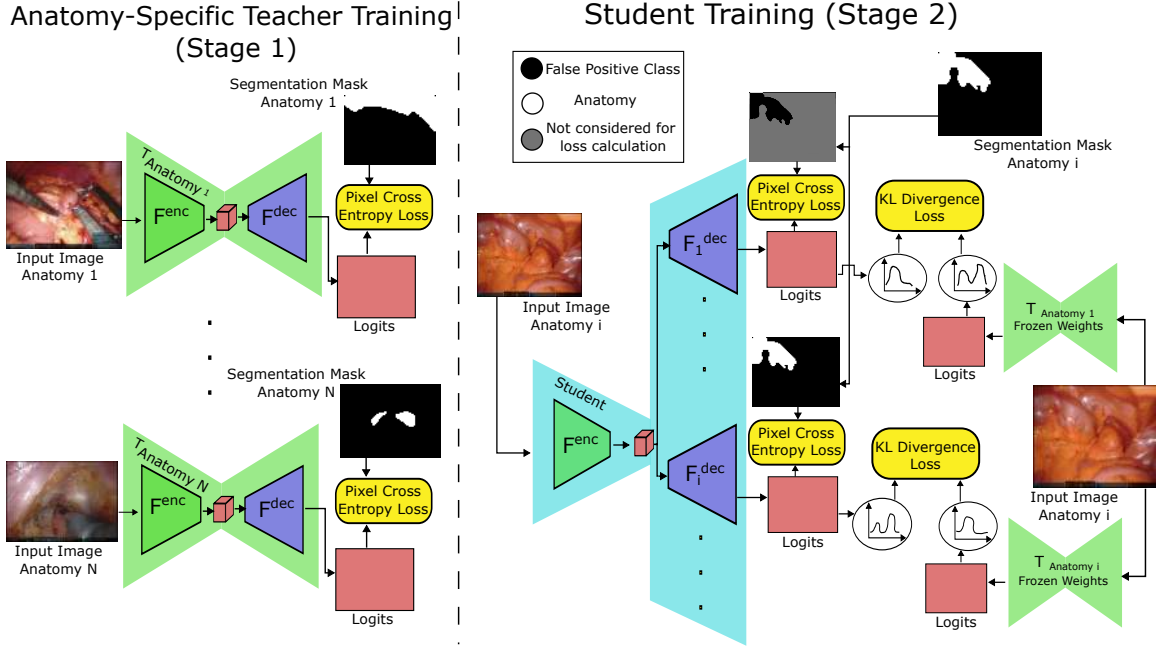 Anatomy-Specific Teacher Training
(Stage 1)
Segmentation Mask
Anatomy 1
T Anatomy 1
F enc
F dec
Pixel Cross
Entropy Loss
Input Image
Anatomy 1
Logits
Segmentation Mask
Anatomy N
T Anatomy N
F enc
F dec
Pixel Cross
Entropy Loss
Input Image
Anatomy N
Logits
Student Training (Stage 2)
False Positive Class
Anatomy
Not considered for
loss calculation
Segmentation Mask
Anatomy i
Pixel Cross
Entropy Loss
KL Divergence
Loss
F 1 dec
Logits
Input Image
Anatomy i
T Anatomy 1
Frozen Weights
Logits
Student
F enc
Pixel Cross
Entropy Loss
KL Divergence
Loss
F i dec
Logits
Input Image
Anatomy i
T Anatomy i
Frozen Weights
Logits